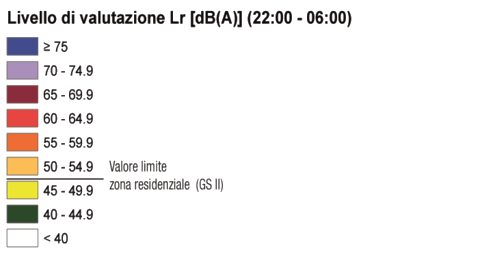 Livello di valutazione Lr [dB(A)] (22:00 - 06:00)
≥ 75
70 - 74.9
65 - 69.9
60 - 64.9
55 - 59.9
50 - 54.9 Valore limite
zona residenziale (GS II)
45 - 49.9
40 - 44.9
< 40